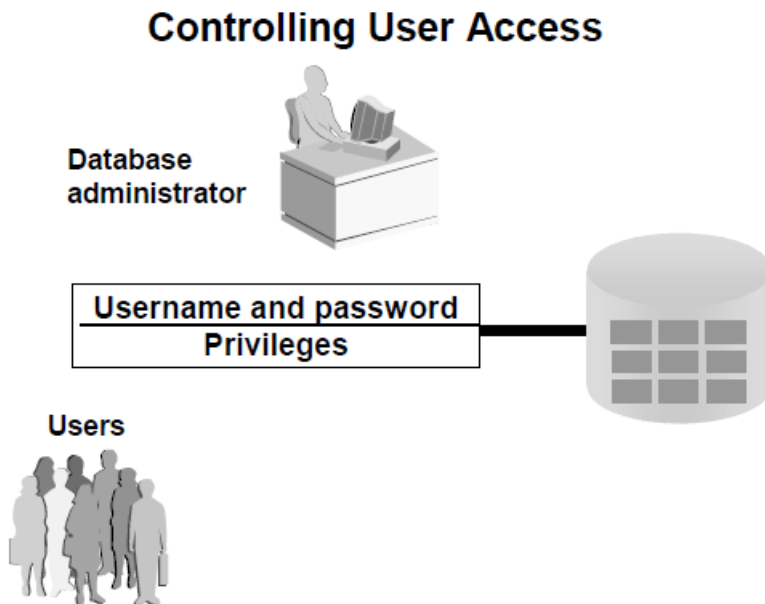 Controlling User Access
Database
administrator
Username and password
Privileges
Users